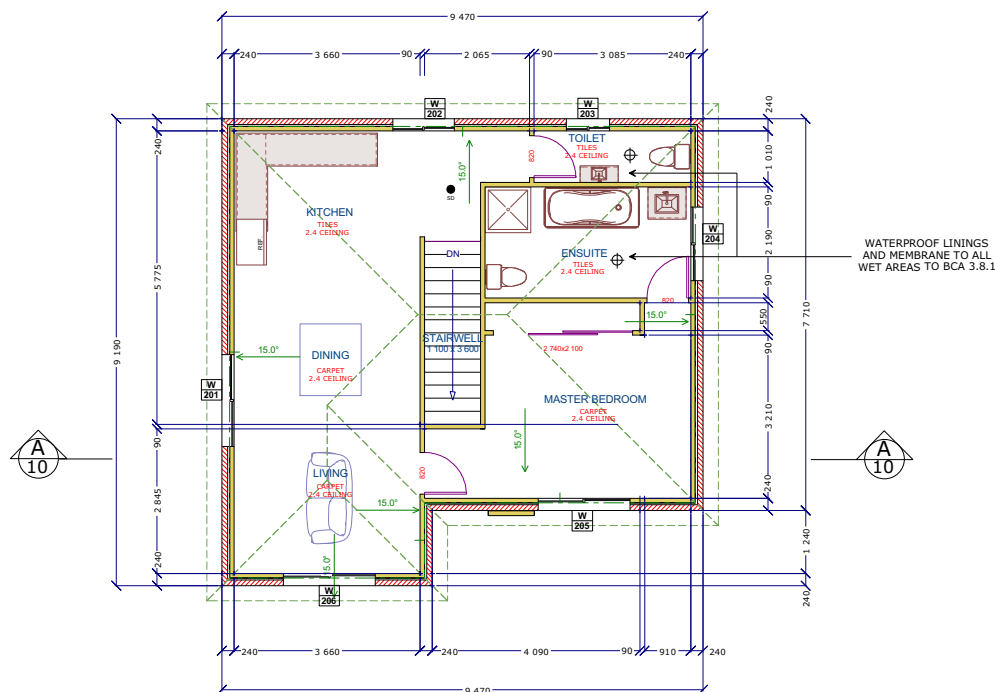 9 470
240 3 660 90 2 065 90 3 085 240
W
202
W
203
240
240
TOILET
TILES
2.4 CEILING
820
15.0°
1 010
SD
90
KITCHEN
TILES
2.4 CEILING
REF.
W
204
2 190
WATERPROOF LININGS
AND MEMBRANE TO ALL
WET AREAS TO BCA 3.8.1
DN
ENSUITE
TILES
2.4 CEILING
5 775
820
90
15.0°
550
7 710
STAIRWELL
1 100 x 3 600
2 740x2 100
90
15.0°
DINING
CARPET
2.4 CEILING
9 190
W
201
MASTER BEDROOM
CARPET
2.4 CEILING
3 210
15.0°
90
A
10
A
10
LIVING
CARPET
2.4 CEILING
820
15.0°
2 845
240
W
205
1 240
240
15.0°
W
206
240
240 3 660 240 4 090 90 910 240
9 470